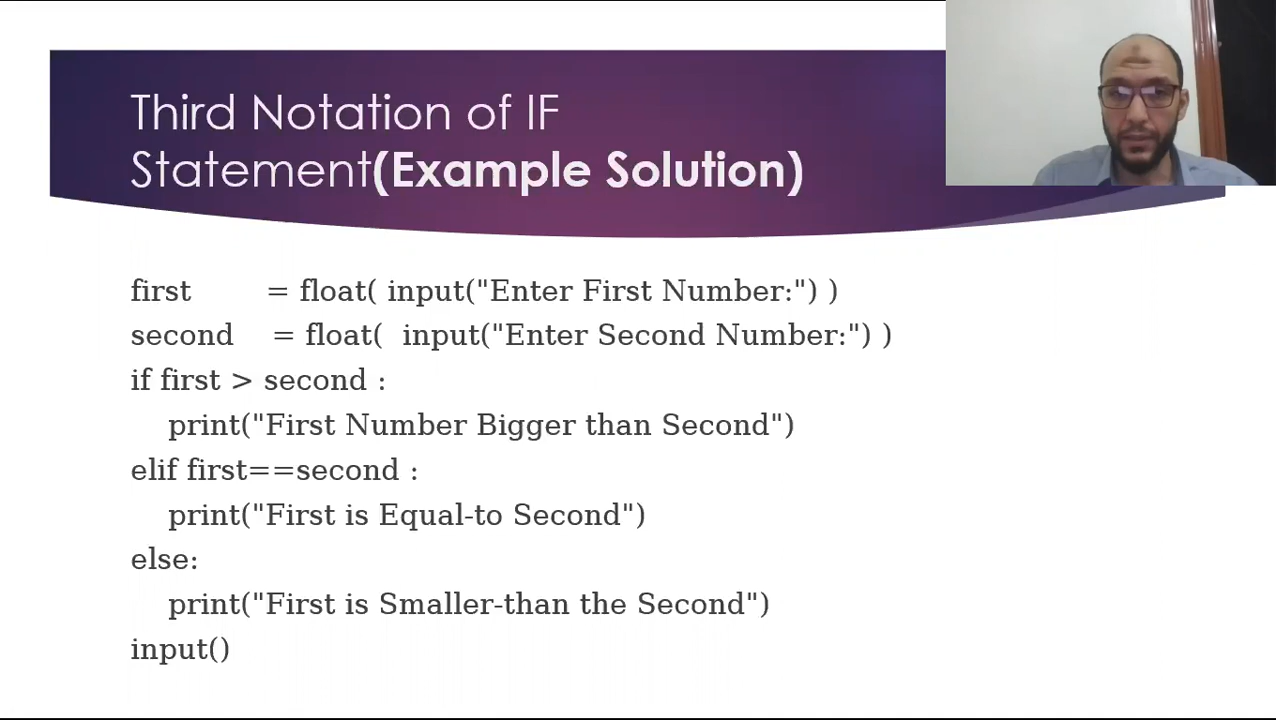 Third Notation of IF
Statement(Example Solution)
first = float( input("Enter First Number:") )
second = float( input("Enter Second Number:") )
if first > second :
print("First Number Bigger than Second")
elif first==second :
print("First is Equal-to Second")
else:
print("First is Smaller-than the Second")
input()